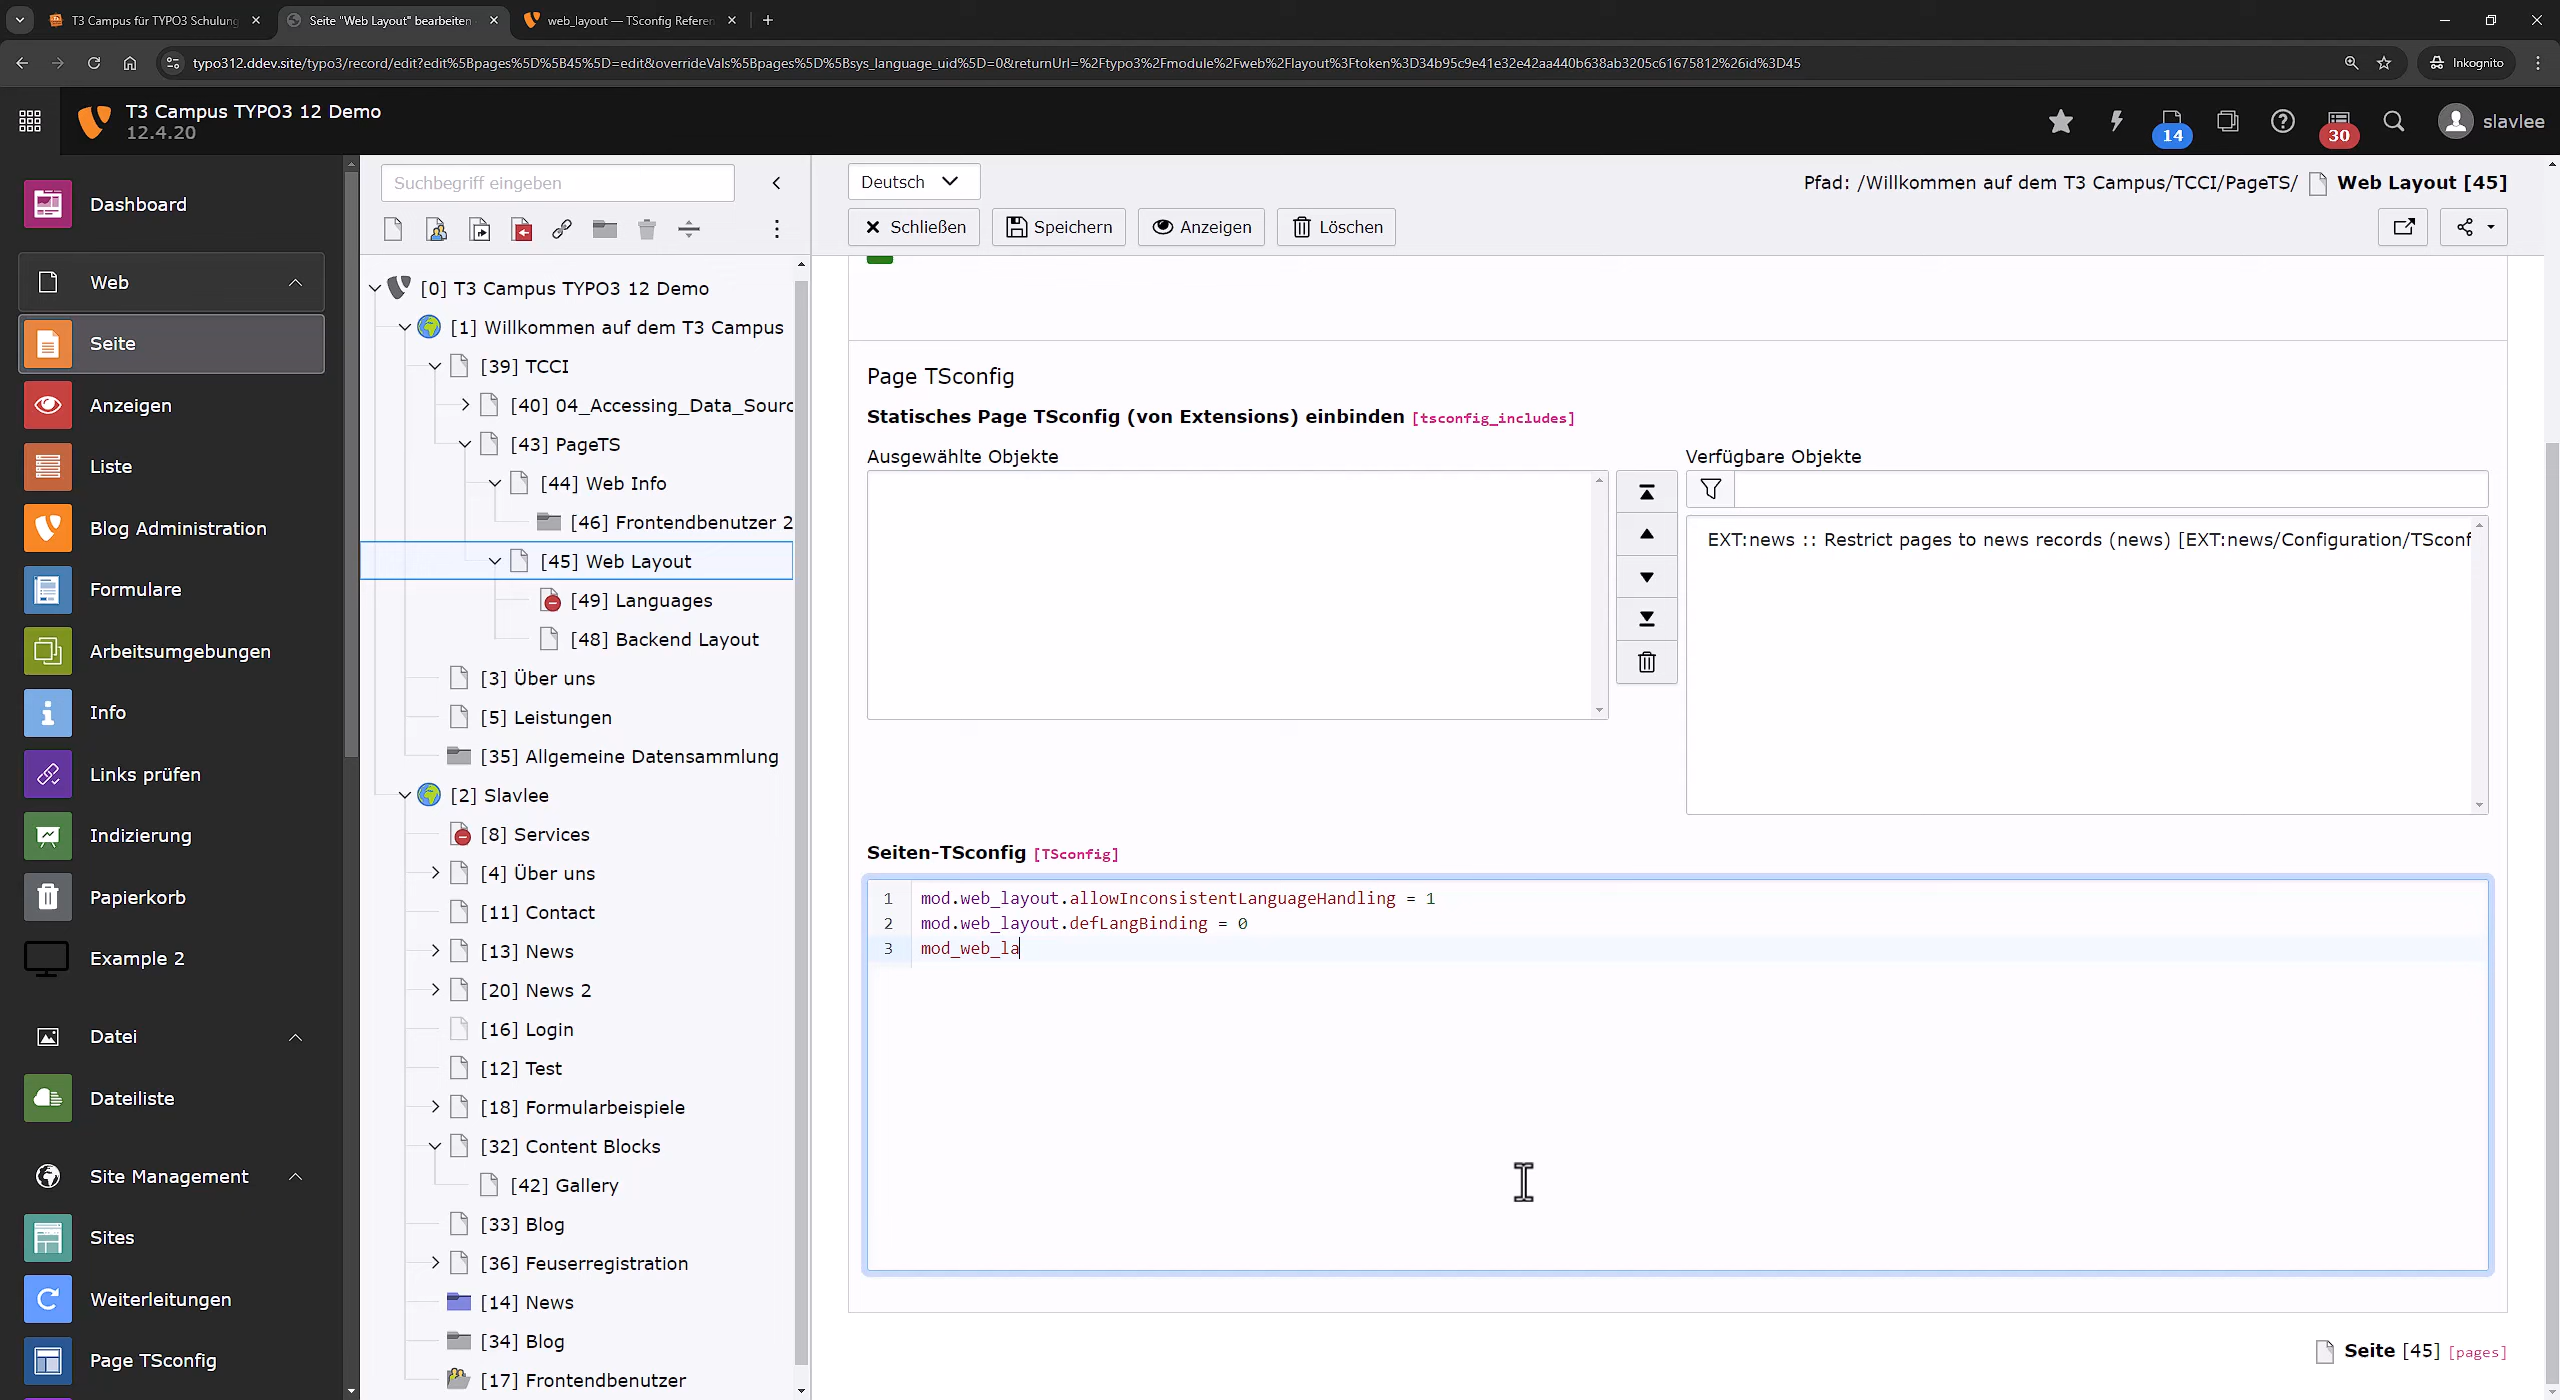 T3 Campus für TYPO3 Schulung
Seite "Web Layout" bearbeiten
web_layout — TSconfig Referen
typo312.ddev.site/typo3/record/edit?edit%5Bpages%5D%5B45%5D=edit&overrideVals%5Bpages%5D%5Bsys_language_uid%5D=0&returnUrl=%2Ftypo3%2Fmodule%2Fweb%2Flayout%3Ftoken%3D34b95c9e41e32e42aa440b638ab3205c61675812%26id%3D45
Inkognito
T3 Campus TYPO3 12 Demo
12.4.20
14
30
slavlee
Dashboard
Web
Seite
Anzeigen
Liste
Blog Administration
Formulare
Arbeitsumgebungen
Info
Links prüfen
Indizierung
Papierkorb
Example 2
Datei
Dateiliste
Site Management
Sites
Weiterleitungen
Page TSconfig
Suchbegriff eingeben
[0] T3 Campus TYPO3 12 Demo
[1] Willkommen auf dem T3 Campus
[39] TCCI
[40] 04_Accessing_Data_Sourc
[43] PageTS
[44] Web Info
[46] Frontendbenutzer 2
[45] Web Layout
[49] Languages
[48] Backend Layout
[3] Über uns
[5] Leistungen
[35] Allgemeine Datensammlung
[2] Slavlee
[8] Services
[4] Über uns
[11] Contact
[13] News
[20] News 2
[16] Login
[12] Test
[18] Formularbeispiele
[32] Content Blocks
[42] Gallery
[33] Blog
[36] Feuserregistration
[14] News
[34] Blog
[17] Frontendbenutzer
Deutsch
Pfad: /Willkommen auf dem T3 Campus/TCCI/PageTS/ Web Layout [45]
Schließen
Speichern
Anzeigen
Löschen
Page TSconfig
Statisches Page TSconfig (von Extensions) einbinden [tsconfig_includes]
Ausgewählte Objekte
Verfügbare Objekte
EXT:news :: Restrict pages to news records (news) [EXT:news/Configuration/TSconf
Seiten-TSconfig [TSconfig]
1 mod.web_layout.allowInconsistentLanguageHandling = 1
2 mod.web_layout.defLangBinding = 0
3 mod_web_la
Seite [45] [pages]